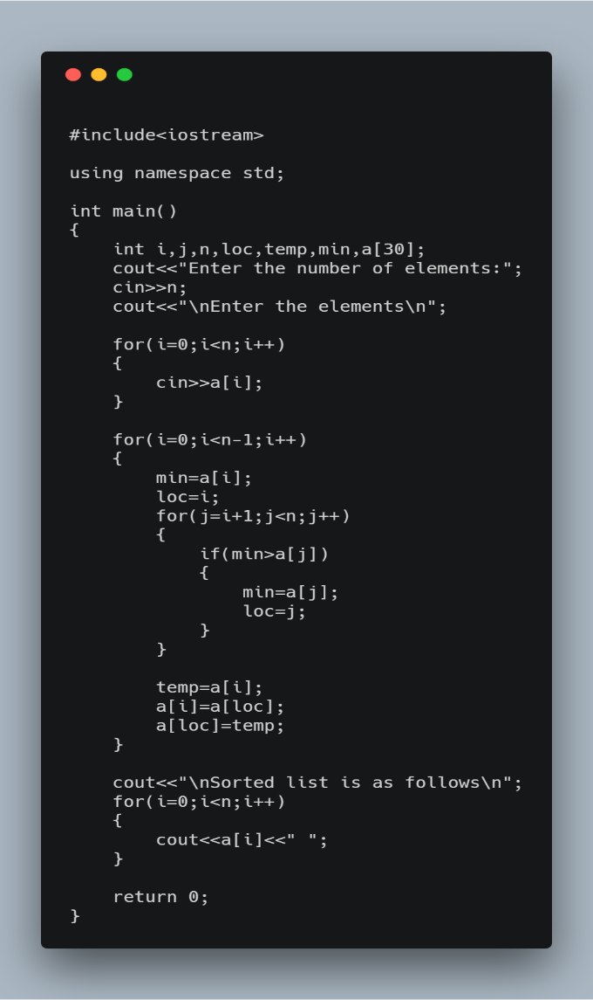 #include<iostream>
using namespace std;
int main()
{
    int i,j,n,loc,temp,min,a[30];
    cout<<"Enter the number of elements:";
    cin>>n;
    cout<<"\nEnter the elements\n";
    for(i=0;i<n;i++)
    {
        cin>>a[i];
    }
    for(i=0;i<n-1;i++)
    {
        min=a[i];
        loc=i;
        for(j=i+1;j<n;j++)
        {
            if(min>a[j])
            {
                min=a[j];
                loc=j;
            }
        }
        temp=a[i];
        a[i]=a[loc];
        a[loc]=temp;
    }
    cout<<"\nSorted list is as follows\n";
    for(i=0;i<n;i++)
    {
        cout<<a[i]<<" ";
    }
    return 0;
}